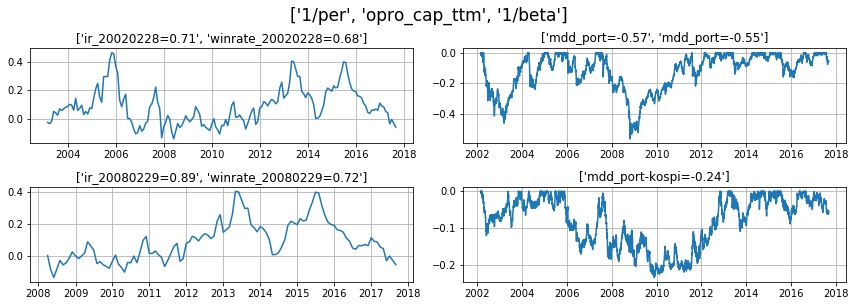 ['1/per', 'opro_cap_ttm', '1/beta']
['ir_20020228=0.71', 'winrate_20020228=0.68']
0.4
0.2
0.0
2004 2006 2008 2010 2012 2014 2016 2018
['mdd_port=-0.57', 'mdd_port=-0.55']
0.0
−0.2
−0.4
2002 2004 2006 2008 2010 2012 2014 2016 2018
['ir_20080229=0.89', 'winrate_20080229=0.72']
0.4
0.2
0.0
2008 2009 2010 2011 2012 2013 2014 2015 2016 2017 2018
['mdd_port-kospi=-0.24']
0.0
−0.1
−0.2
2002 2004 2006 2008 2010 2012 2014 2016 2018